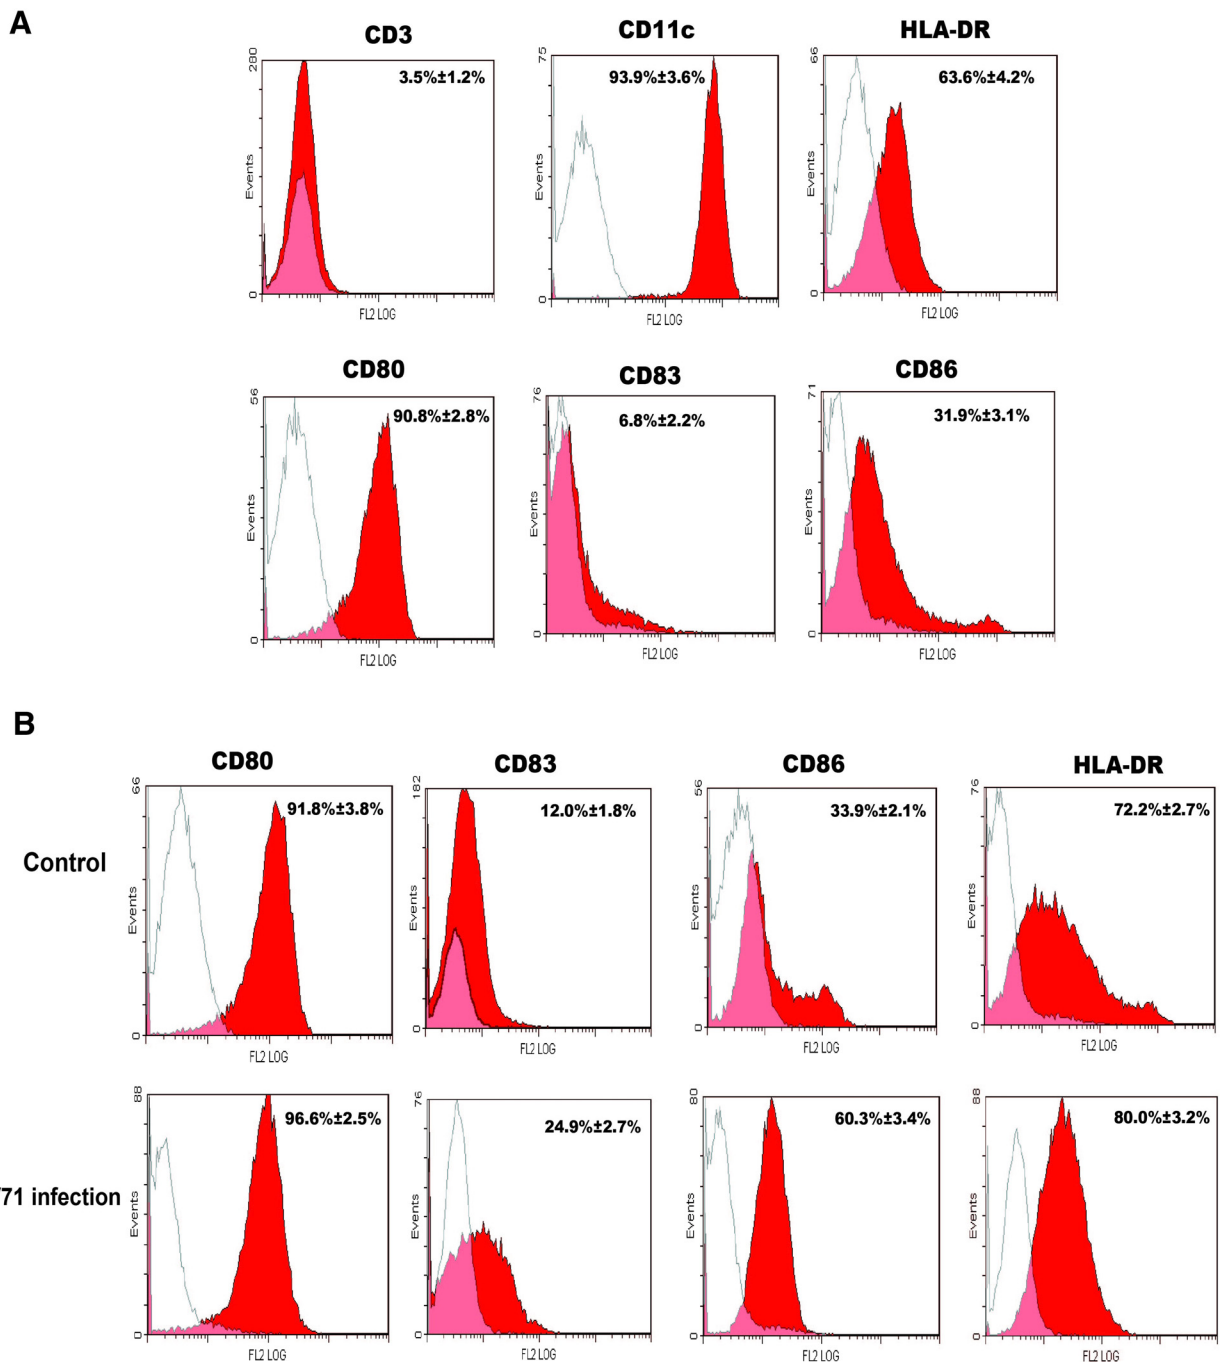 A
CD3
CD11c
HLA-DR
280
3.5%±1.2%
Events
0
FL2 LOG
75
93.9%±3.6%
Events
0
FL2 LOG
66
63.6%±4.2%
Events
0
FL2 LOG
CD80
CD83
CD86
56
90.8%±2.8%
Events
0
FL2 LOG
76
6.8%±2.2%
Events
0
FL2 LOG
71
31.9%±3.1%
Events
0
FL2 LOG
B
CD80
CD83
CD86
HLA-DR
Control
66
91.8%±3.8%
Events
0
FL2 LOG
182
12.0%±1.8%
Events
0
FL2 LOG
56
33.9%±2.1%
Events
0
FL2 LOG
76
72.2%±2.7%
Events
0
FL2 LOG
71 infection
88
96.6%±2.5%
Events
0
FL2 LOG
76
24.9%±2.7%
Events
0
FL2 LOG
80
60.3%±3.4%
Events
0
FL2 LOG
88
80.0%±3.2%
Events
0
FL2 LOG